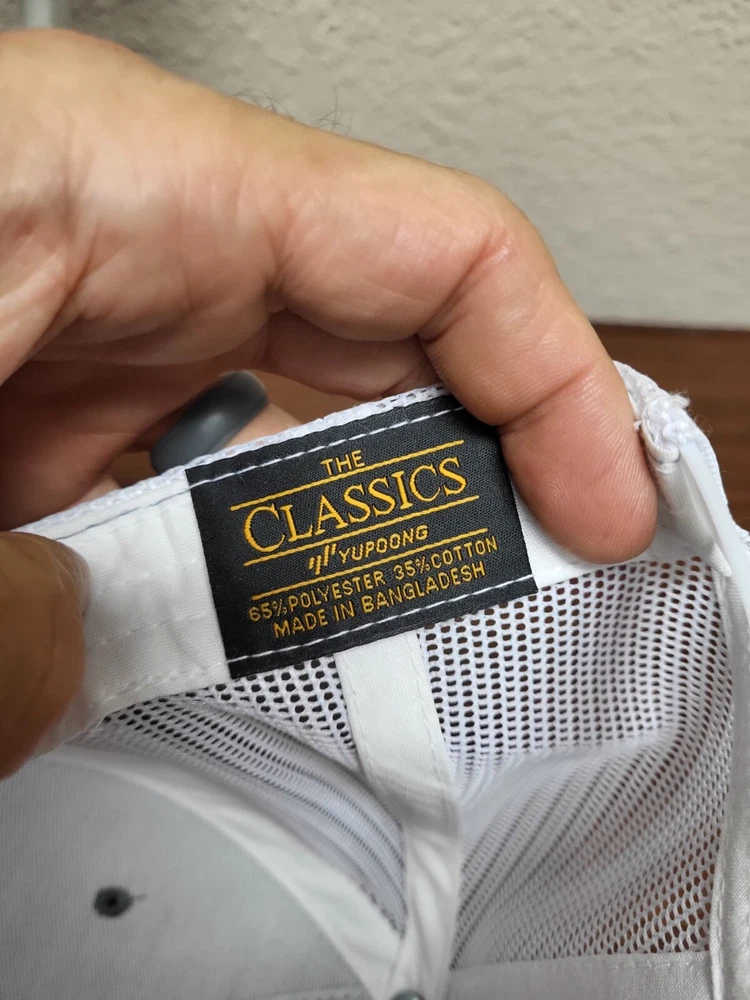 THE
CLASSICS
YUPOONG
65% POLYESTER 35% COTTON
MADE IN BANGLADESH